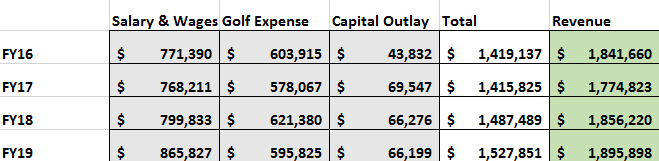 Salary & Wages Golf Expense Capital Outlay Total Revenue
FY16 $ 771,390 $ 603,915 $ 43,832 $ 1,419,137 $ 1,841,660
FY17 $ 768,211 $ 578,067 $ 69,547 $ 1,415,825 $ 1,774,823
FY18 $ 799,833 $ 621,380 $ 66,276 $ 1,487,489 $ 1,856,220
FY19 $ 865,827 $ 595,825 $ 66,199 $ 1,527,851 $ 1,895,898